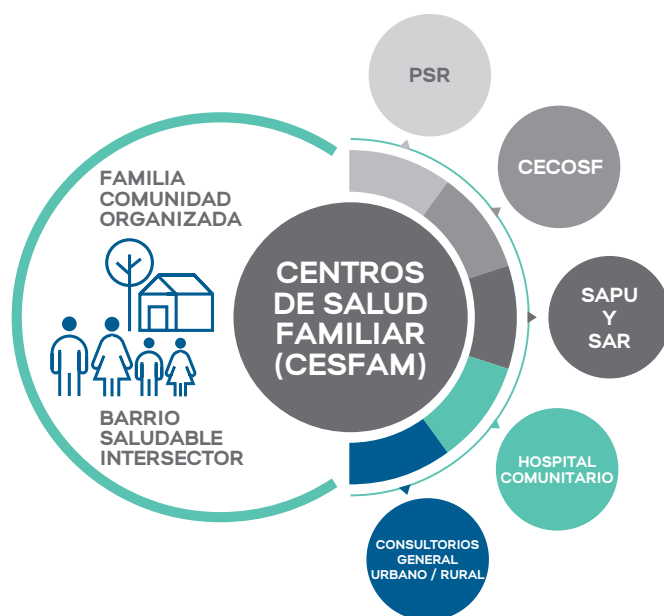 FAMILIA
COMUNIDAD
ORGANIZADA
BARRIO
SALUDABLE
INTERSECTOR
CENTROS
DE SALUD
FAMILIAR
(CESFAM)
PSR
CECOSF
SAPU
Y
SAR
HOSPITAL
COMUNITARIO
CONSULTORIOS
GENERAL
URBANO / RURAL